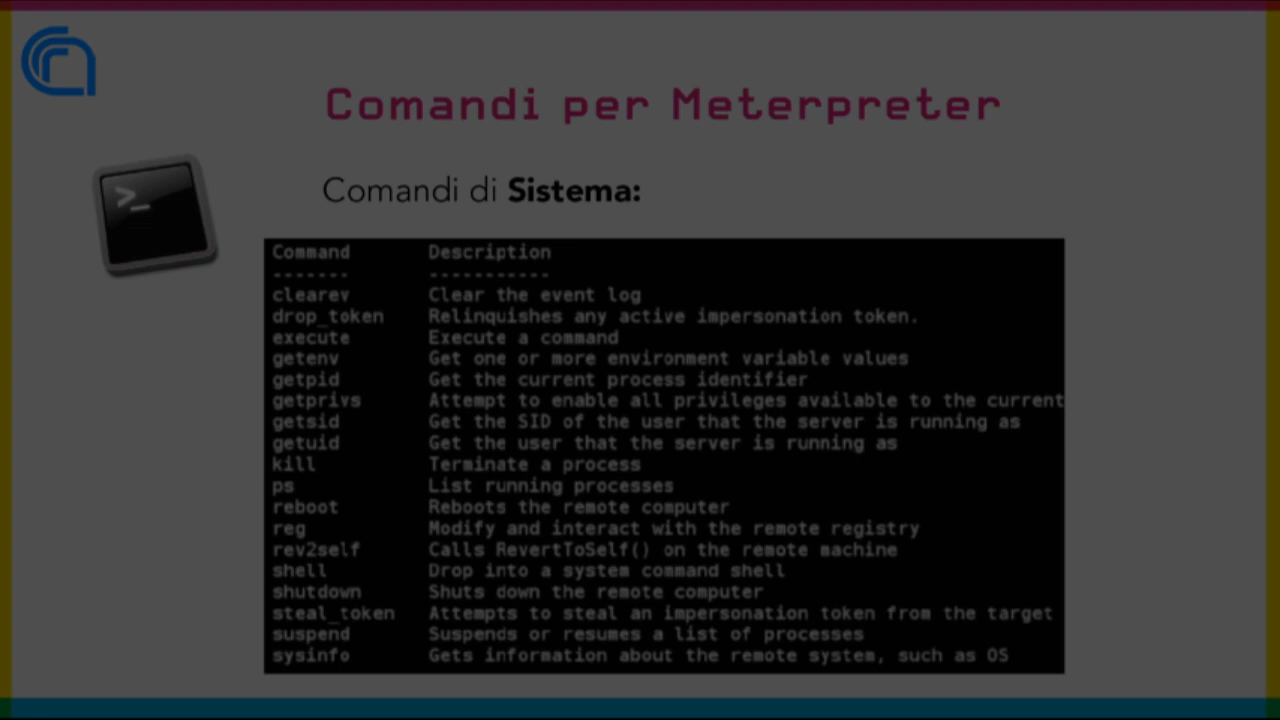 Comandi per Meterpreter
>_
Comandi di Sistema:
Command Description
------- -----------
clearev Clear the event log
drop_token Relinquishes any active impersonation token.
execute Execute a command
getenv Get one or more environment variable values
getpid Get the current process identifier
getprivs Attempt to enable all privileges available to the current
getsid Get the SID of the user that the server is running as
getuid Get the user that the server is running as
kill Terminate a process
ps List running processes
reboot Reboots the remote computer
reg Modify and interact with the remote registry
rev2self Calls RevertToSelf() on the remote machine
shell Drop into a system command shell
shutdown Shuts down the remote computer
steal_token Attempts to steal an impersonation token from the target
suspend Suspends or resumes a list of processes
sysinfo Gets information about the remote system, such as OS